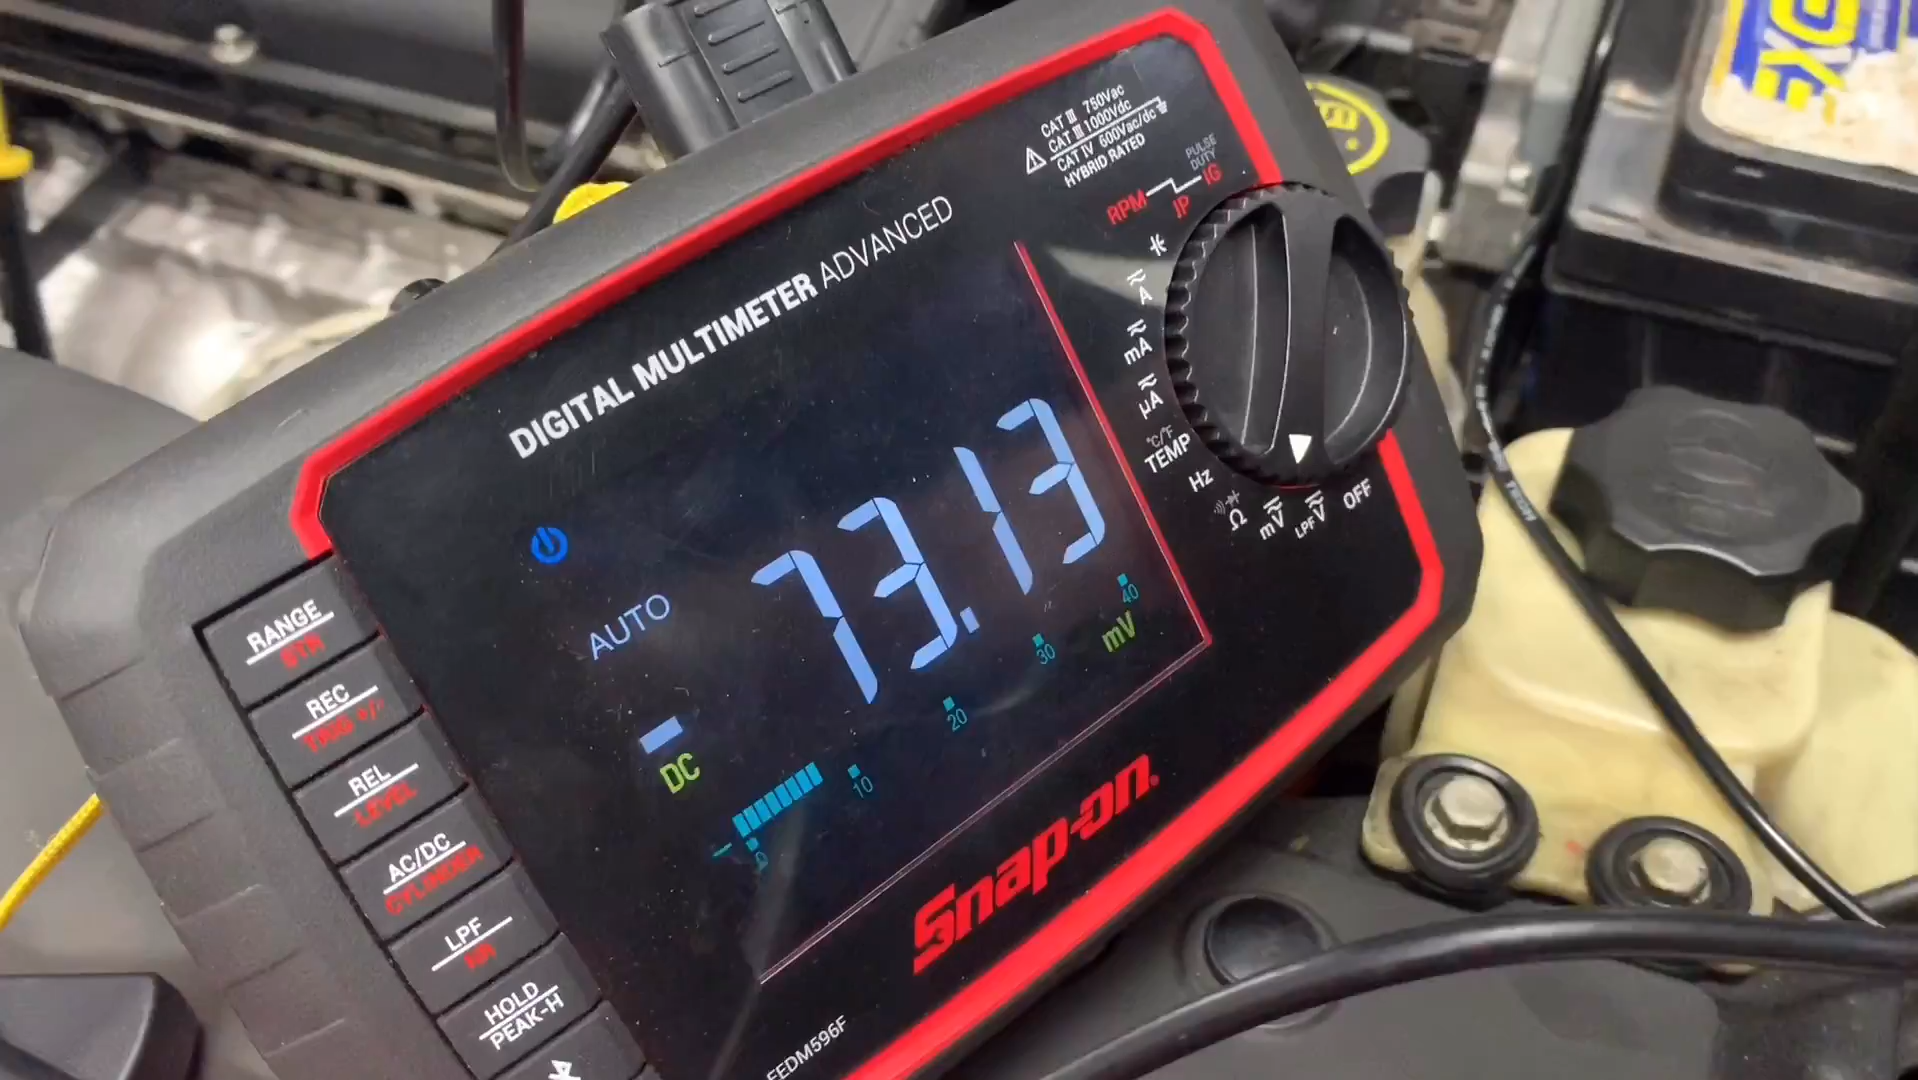 CAT III 750Vac
CAT III 1000Vdc
CAT IV 600Vac/dc
HYBRID RATED
PULSE
DUTY
RPM
IP
IG
A
mA
µA
°C/°F
TEMP
Hz
Ω
mV
LPF V
OFF
DIGITAL MULTIMETER ADVANCED
AUTO
-73.13
DC
mV
0
10
20
30
40
RANGE
STR
REC
TRIG +/-
REL
LEVEL
AC/DC
CYLINDER
LPF
HOLD
PEAK-H
Snap-on
EEDM596F